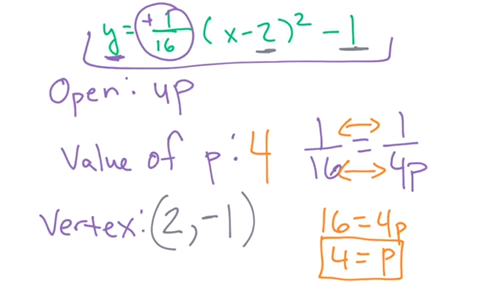 y = +1/16 (x-2)² - 1
Open: up
Value of p: 4
1/16 = 1/4p
Vertex: (2, -1)
16 = 4p
4 = p